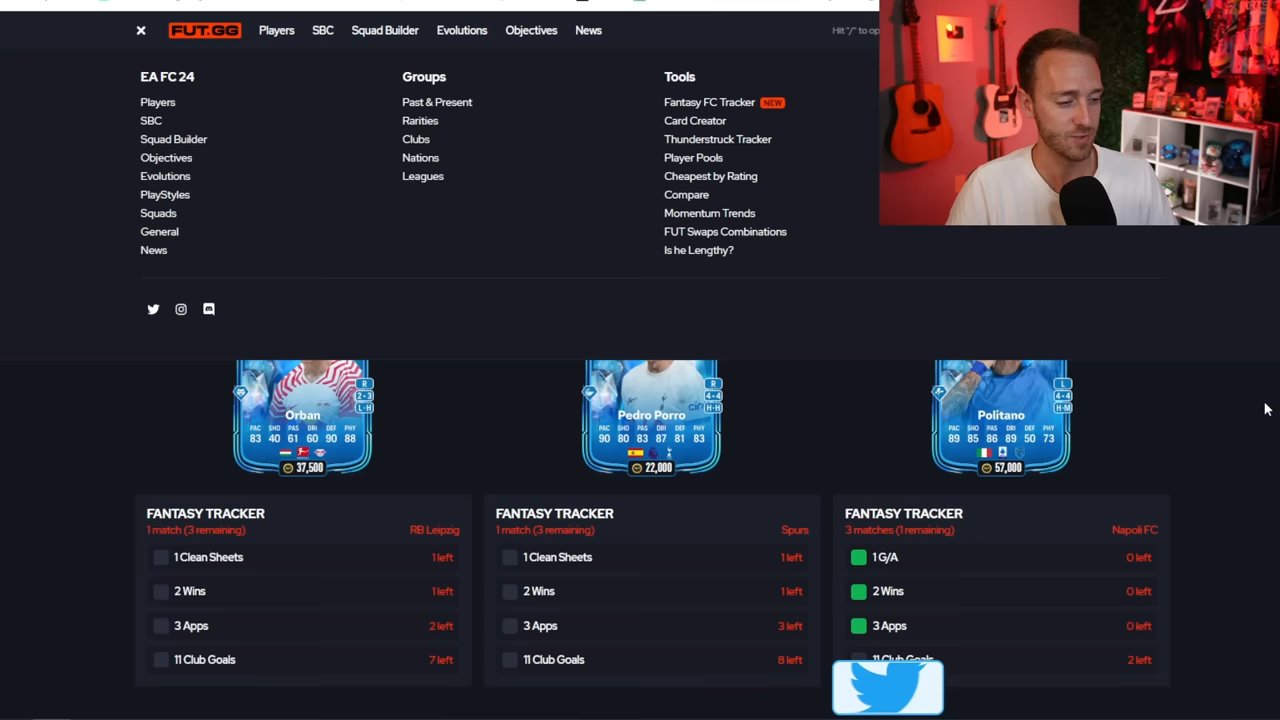 FUT.GG Players SBC Squad Builder Evolutions Objectives News Hit "/" to op
EA FC 24
Players
SBC
Squad Builder
Objectives
Evolutions
PlayStyles
Squads
General
News
Groups
Past & Present
Rarities
Clubs
Nations
Leagues
Tools
Fantasy FC Tracker NEW
Card Creator
Thunderstruck Tracker
Player Pools
Cheapest by Rating
Compare
Momentum Trends
FUT Swaps Combinations
Is he Lengthy?
R
2•3
L•H
Orban
PAC SHO PAS DRI DEF PHY
83 40 61 60 90 88
37,500
R
4•4
H•H
Pedro Porro
PAC SHO PAS DRI DEF PHY
90 80 83 87 81 83
22,000
L
4•4
H•M
Politano
PAC SHO PAS DRI DEF PHY
89 85 86 89 50 73
57,000
FANTASY TRACKER
1 match (3 remaining) RB Leipzig
1 Clean Sheets 1 left
2 Wins 1 left
3 Apps 2 left
11 Club Goals 7 left
FANTASY TRACKER
1 match (3 remaining) Spurs
1 Clean Sheets 1 left
2 Wins 1 left
3 Apps 3 left
11 Club Goals 8 left
FANTASY TRACKER
3 matches (1 remaining) Napoli FC
1 G/A 0 left
2 Wins 0 left
3 Apps 0 left
11 Club Goals 2 left